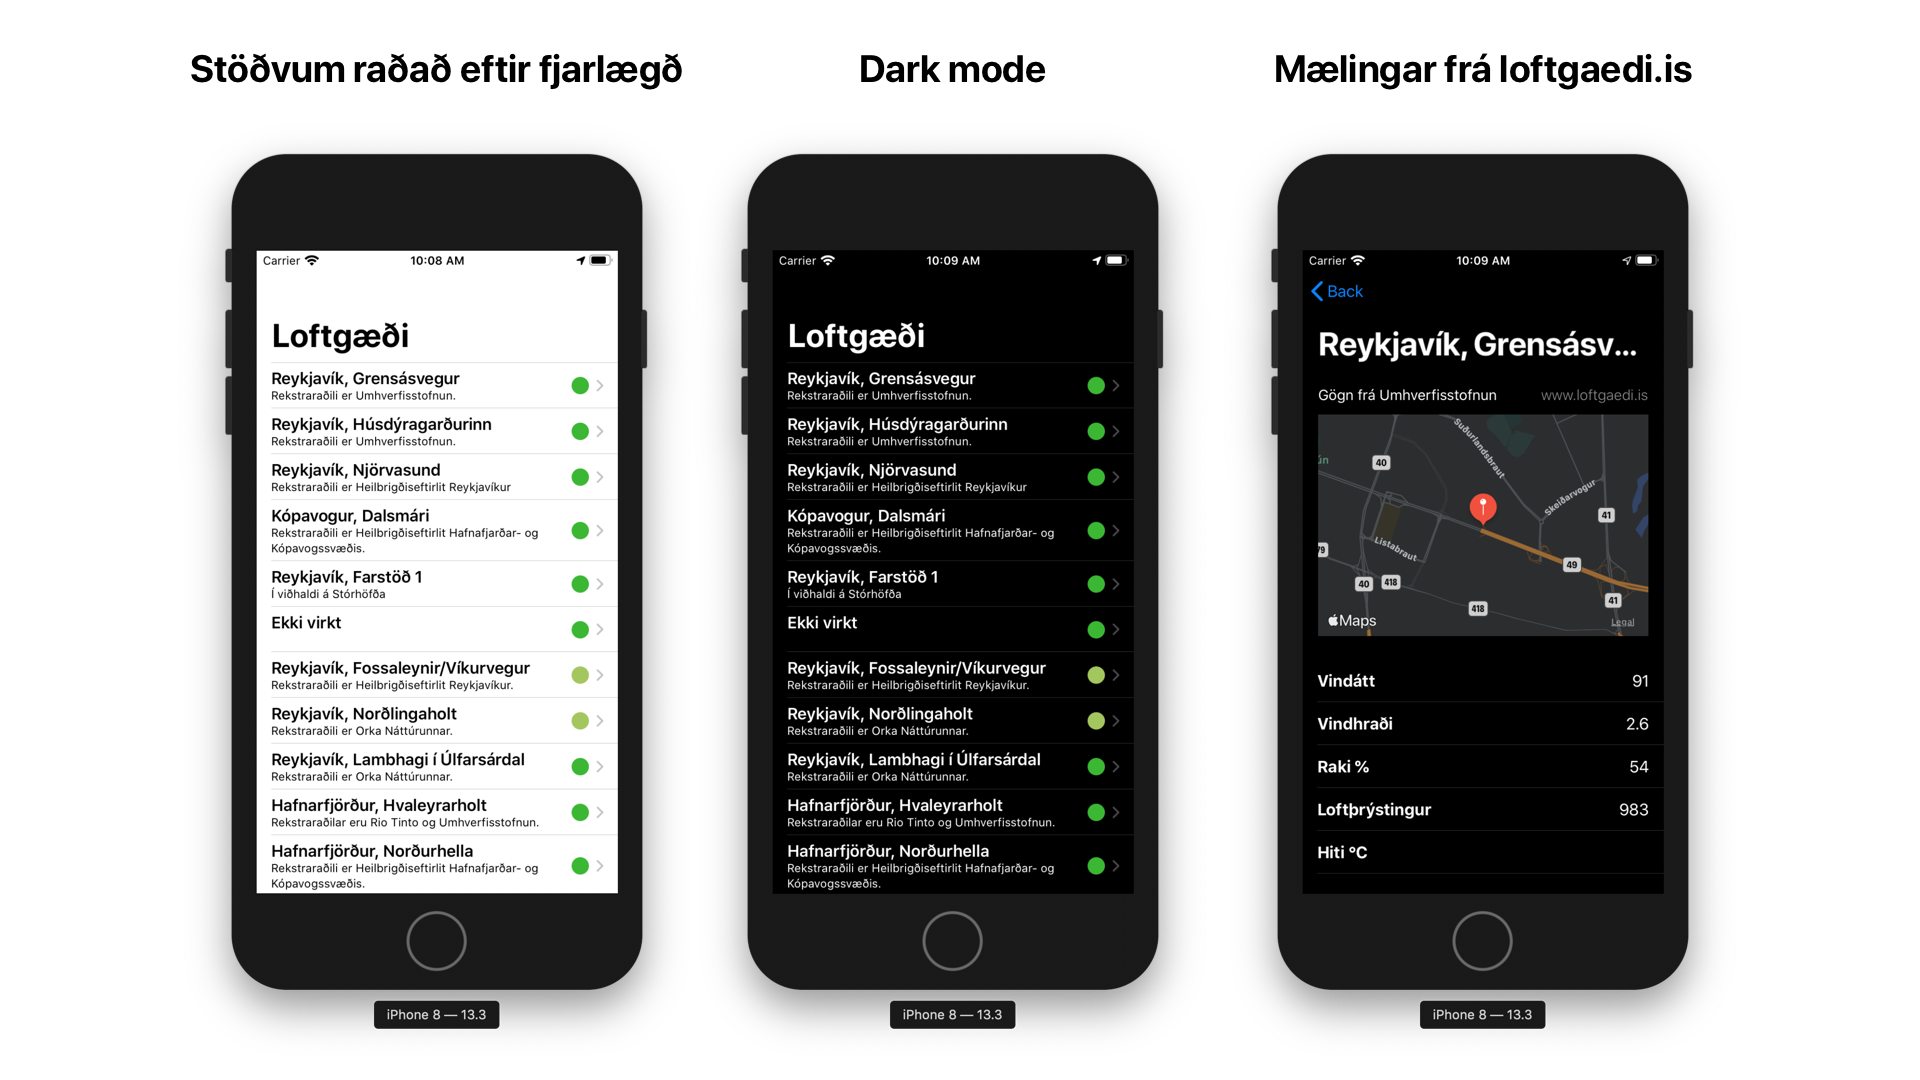 Stöðvum raðað eftir fjarlægð
Carrier 10:08 AM
Loftgæði
Reykjavík, Grensásvegur
Rekstraraðili er Umhverfisstofnun.
Reykjavík, Húsdýragarðurinn
Rekstraraðili er Umhverfisstofnun.
Reykjavík, Njörvasund
Rekstraraðili er Heilbrigðiseftirlit Reykjavíkur
Kópavogur, Dalsmári
Rekstraraðili er Heilbrigðiseftirlit Hafnafjarðar- og
Kópavogssvæðis.
Reykjavík, Farstöð 1
Í viðhaldi á Stórhöfða
Ekki virkt
Reykjavík, Fossaleynir/Víkurvegur
Rekstraraðili er Heilbrigðiseftirlit Reykjavíkur.
Reykjavík, Norðlingaholt
Rekstraraðili er Orka Náttúrunnar.
Reykjavík, Lambhagi í Úlfarsárdal
Rekstraraðili er Orka Náttúrunnar.
Hafnarfjörður, Hvaleyrarholt
Rekstraraðilar eru Rio Tinto og Umhverfisstofnun.
Hafnarfjörður, Norðurhella
Rekstraraðili er Heilbrigðiseftirlit Hafnafjarðar- og
Kópavogssvæðis.
iPhone 8 — 13.3
Dark mode
Carrier 10:09 AM
Loftgæði
Reykjavík, Grensásvegur
Rekstraraðili er Umhverfisstofnun.
Reykjavík, Húsdýragarðurinn
Rekstraraðili er Umhverfisstofnun.
Reykjavík, Njörvasund
Rekstraraðili er Heilbrigðiseftirlit Reykjavíkur
Kópavogur, Dalsmári
Rekstraraðili er Heilbrigðiseftirlit Hafnafjarðar- og
Kópavogssvæðis.
Reykjavík, Farstöð 1
Í viðhaldi á Stórhöfða
Ekki virkt
Reykjavík, Fossaleynir/Víkurvegur
Rekstraraðili er Heilbrigðiseftirlit Reykjavíkur.
Reykjavík, Norðlingaholt
Rekstraraðili er Orka Náttúrunnar.
Reykjavík, Lambhagi í Úlfarsárdal
Rekstraraðili er Orka Náttúrunnar.
Hafnarfjörður, Hvaleyrarholt
Rekstraraðilar eru Rio Tinto og Umhverfisstofnun.
Hafnarfjörður, Norðurhella
Rekstraraðili er Heilbrigðiseftirlit Hafnafjarðar- og
Kópavogssvæðis.
iPhone 8 — 13.3
Mælingar frá loftgaedi.is
Carrier 10:09 AM
Back
Reykjavík, Grensásv...
Gögn frá Umhverfisstofnun www.loftgaedi.is
Suðurlandsbraut
ún
40
Skeiðarvogur
41
Listabraut
79
49
40
418
41
418
Maps
Legal
Vindátt 91
Vindhraði 2.6
Raki % 54
Loftþrýstingur 983
Hiti °C
iPhone 8 — 13.3